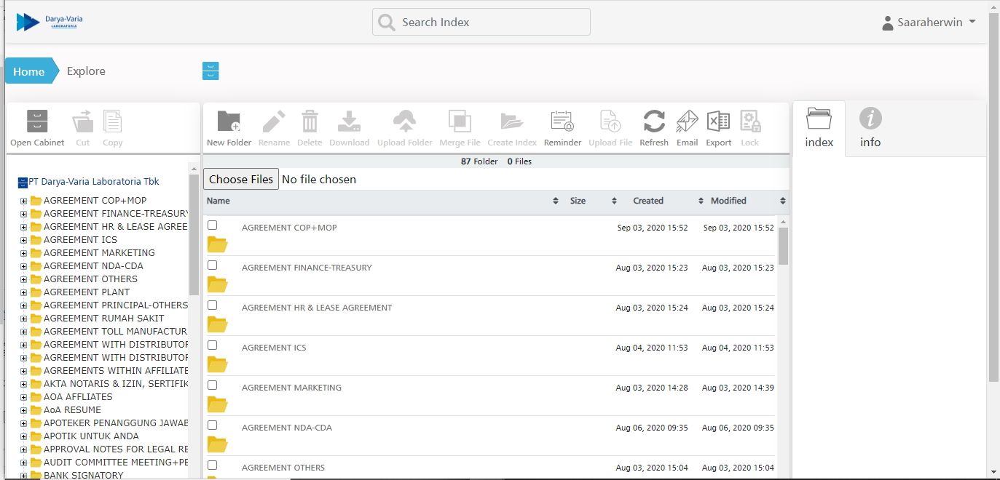 Darya-Varia
LABORATORIA
Search Index
Saaraherwin
Home
Explore
Open Cabinet
Cut
Copy
New Folder
Rename
Delete
Download
Upload Folder
Merge File
Create Index
Reminder
Upload File
Refresh
Email
Export
Lock
index
info
87 Folder 0 Files
Choose Files No file chosen
Name Size Created Modified
PT Darya-Varia Laboratoria Tbk
AGREEMENT COP+MOP
AGREEMENT FINANCE-TREASURY
AGREEMENT HR & LEASE AGREE
AGREEMENT ICS
AGREEMENT MARKETING
AGREEMENT NDA-CDA
AGREEMENT OTHERS
AGREEMENT PLANT
AGREEMENT PRINCIPAL-OTHERS
AGREEMENT RUMAH SAKIT
AGREEMENT TOLL MANUFACTUR
AGREEMENT WITH DISTRIBUTOR
AGREEMENT WITH DISTRIBUTOR
AGREEMENTS WITHIN AFFILIATE
AKTA NOTARIS & IZIN, SERTIFIK
AOA AFFLIATES
AoA RESUME
APOTEKER PENANGGUNG JAWAB
APOTIK UNTUK ANDA
APPROVAL NOTES FOR LEGAL RE
AUDIT COMMITTEE MEETING+PE
BANK SIGNATORY
AGREEMENT COP+MOP Sep 03, 2020 15:52 Sep 03, 2020 15:52
AGREEMENT FINANCE-TREASURY Aug 03, 2020 15:23 Aug 03, 2020 15:23
AGREEMENT HR & LEASE AGREEMENT Aug 03, 2020 15:24 Aug 03, 2020 15:24
AGREEMENT ICS Aug 04, 2020 11:53 Aug 04, 2020 11:53
AGREEMENT MARKETING Aug 03, 2020 14:28 Aug 03, 2020 14:39
AGREEMENT NDA-CDA Aug 06, 2020 09:35 Aug 06, 2020 09:35
AGREEMENT OTHERS Aug 03, 2020 15:04 Aug 03, 2020 15:04